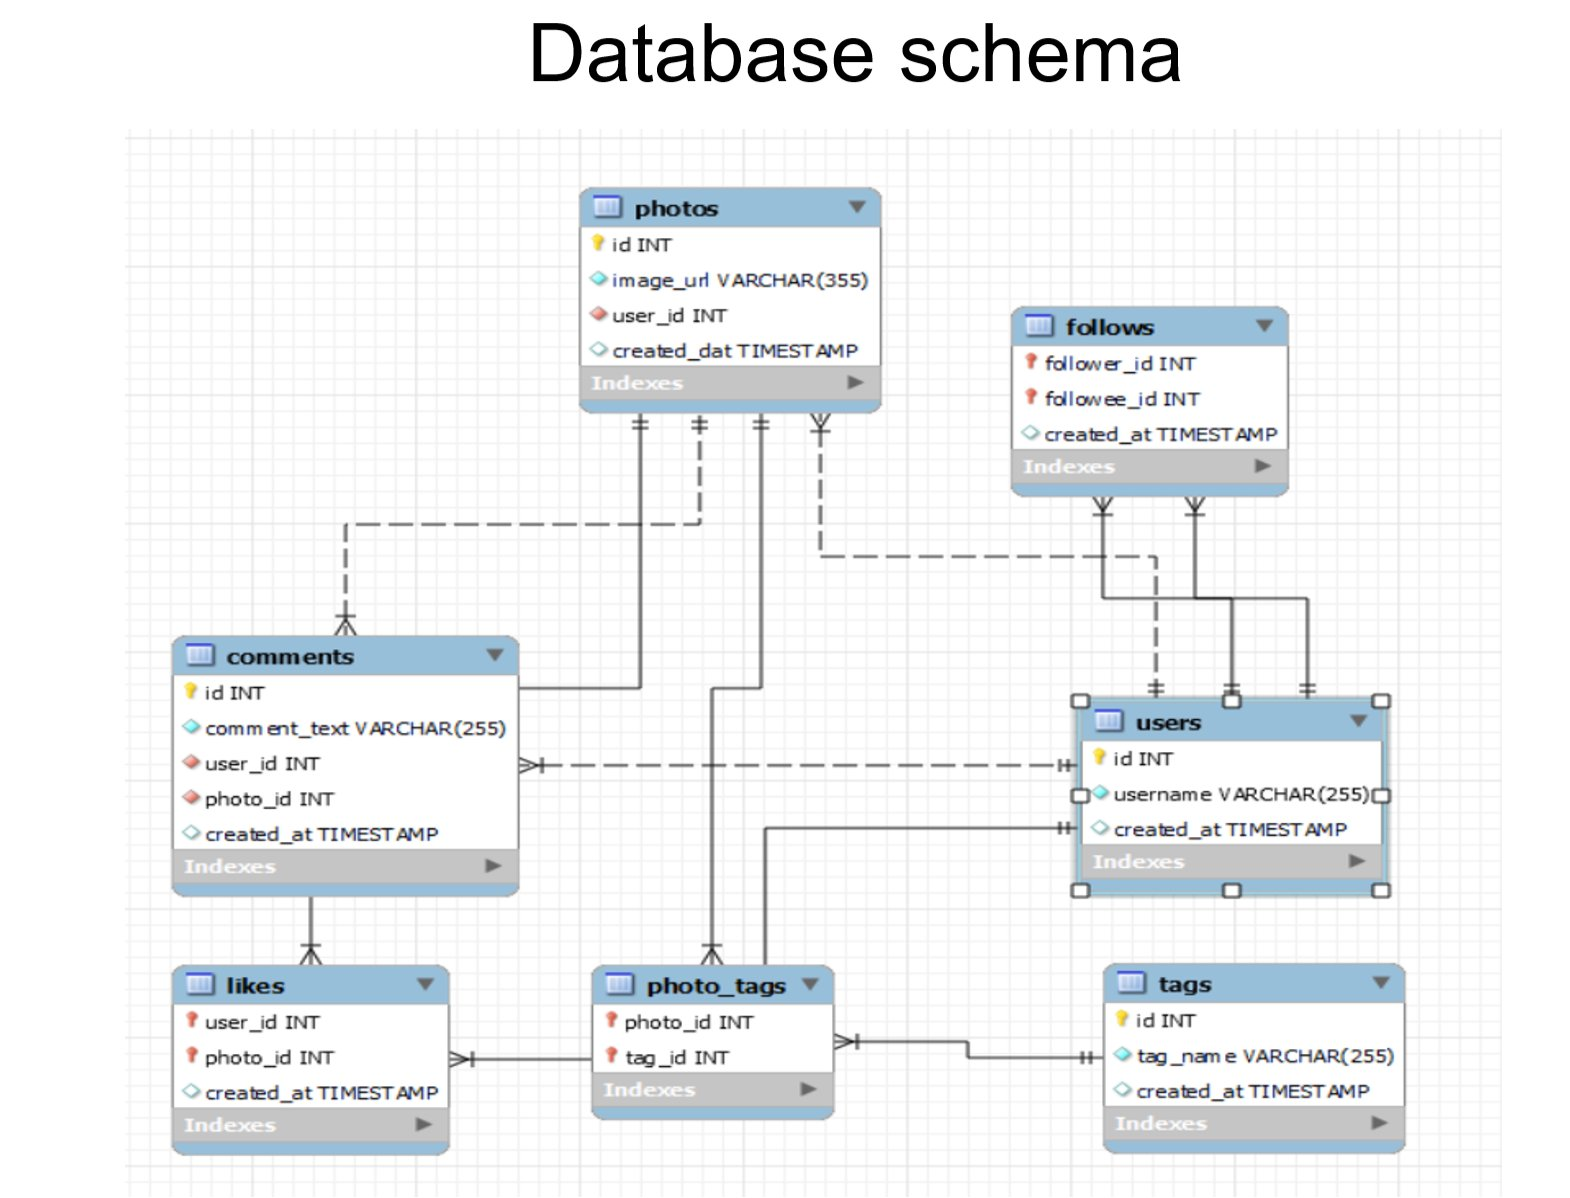 Database schema
photos
id INT
image_url VARCHAR(355)
user_id INT
created_dat TIMESTAMP
Indexes
follows
follower_id INT
followee_id INT
created_at TIMESTAMP
Indexes
comments
id INT
comment_text VARCHAR(255)
user_id INT
photo_id INT
created_at TIMESTAMP
Indexes
users
id INT
username VARCHAR(255)
created_at TIMESTAMP
Indexes
likes
user_id INT
photo_id INT
created_at TIMESTAMP
Indexes
photo_tags
photo_id INT
tag_id INT
Indexes
tags
id INT
tag_name VARCHAR(255)
created_at TIMESTAMP
Indexes